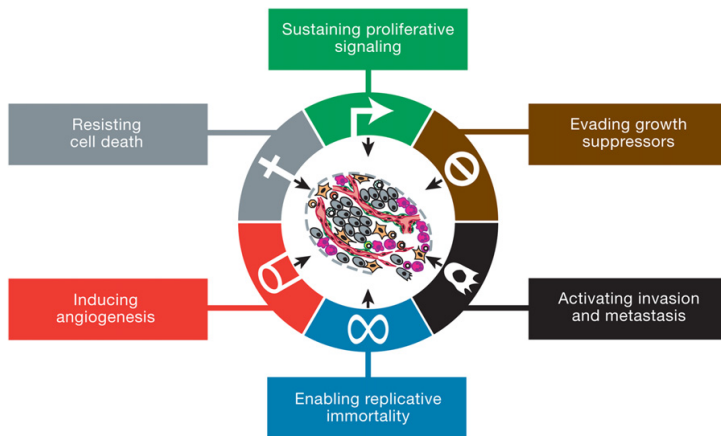 Sustaining proliferative
signaling
Resisting
cell death
Evading growth
suppressors
Inducing
angiogenesis
Activating invasion
and metastasis
Enabling replicative
immortality